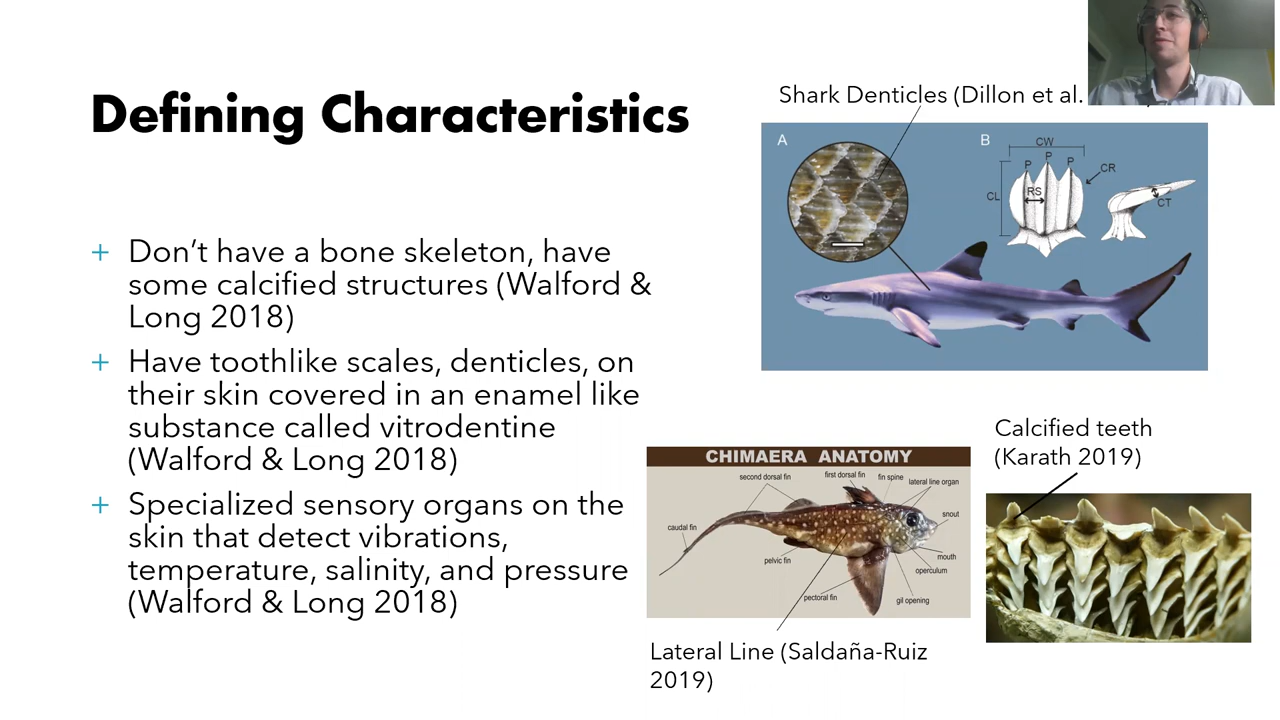 Defining Characteristics
+ Don’t have a bone skeleton, have
some calcified structures (Walford &
Long 2018)
+ Have toothlike scales, denticles, on
their skin covered in an enamel like
substance called vitrodentine
(Walford & Long 2018)
+ Specialized sensory organs on the
skin that detect vibrations,
temperature, salinity, and pressure
(Walford & Long 2018)
Shark Denticles (Dillon et al.
A
B
CW
P
P
P
CR
CL
RS
CT
CHIMAERA ANATOMY
second dorsal fin
first dorsal fin
fin spine
lateral line organ
snout
caudal fin
mouth
pelvic fin
operculum
pectoral fin
gil opening
Lateral Line (Saldaña-Ruiz
2019)
Calcified teeth
(Karath 2019)